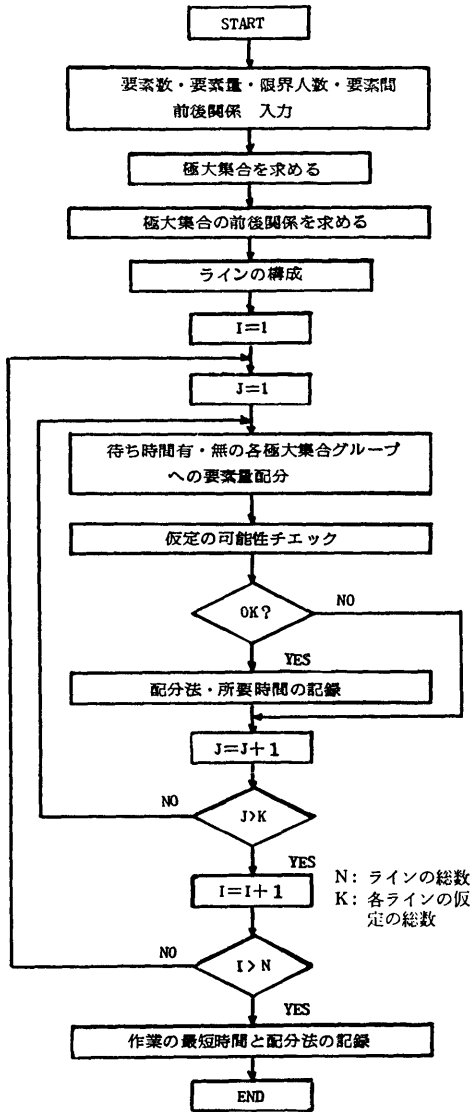 START
要素数・要素量・限界人数・要素間
前後関係 入力
極大集合を求める
極大集合の前後関係を求める
ラインの構成
I=1
J=1
待ち時間有・無の各極大集合グループ
への要素量配分
仮定の可能性チェック
OK?
NO
YES
配分法・所要時間の記録
J=J+1
NO
J>K
YES
I=I+1
N: ラインの総数
K: 各ラインの仮
定の総数
NO
I>N
YES
作業の最短時間と配分法の記録
END